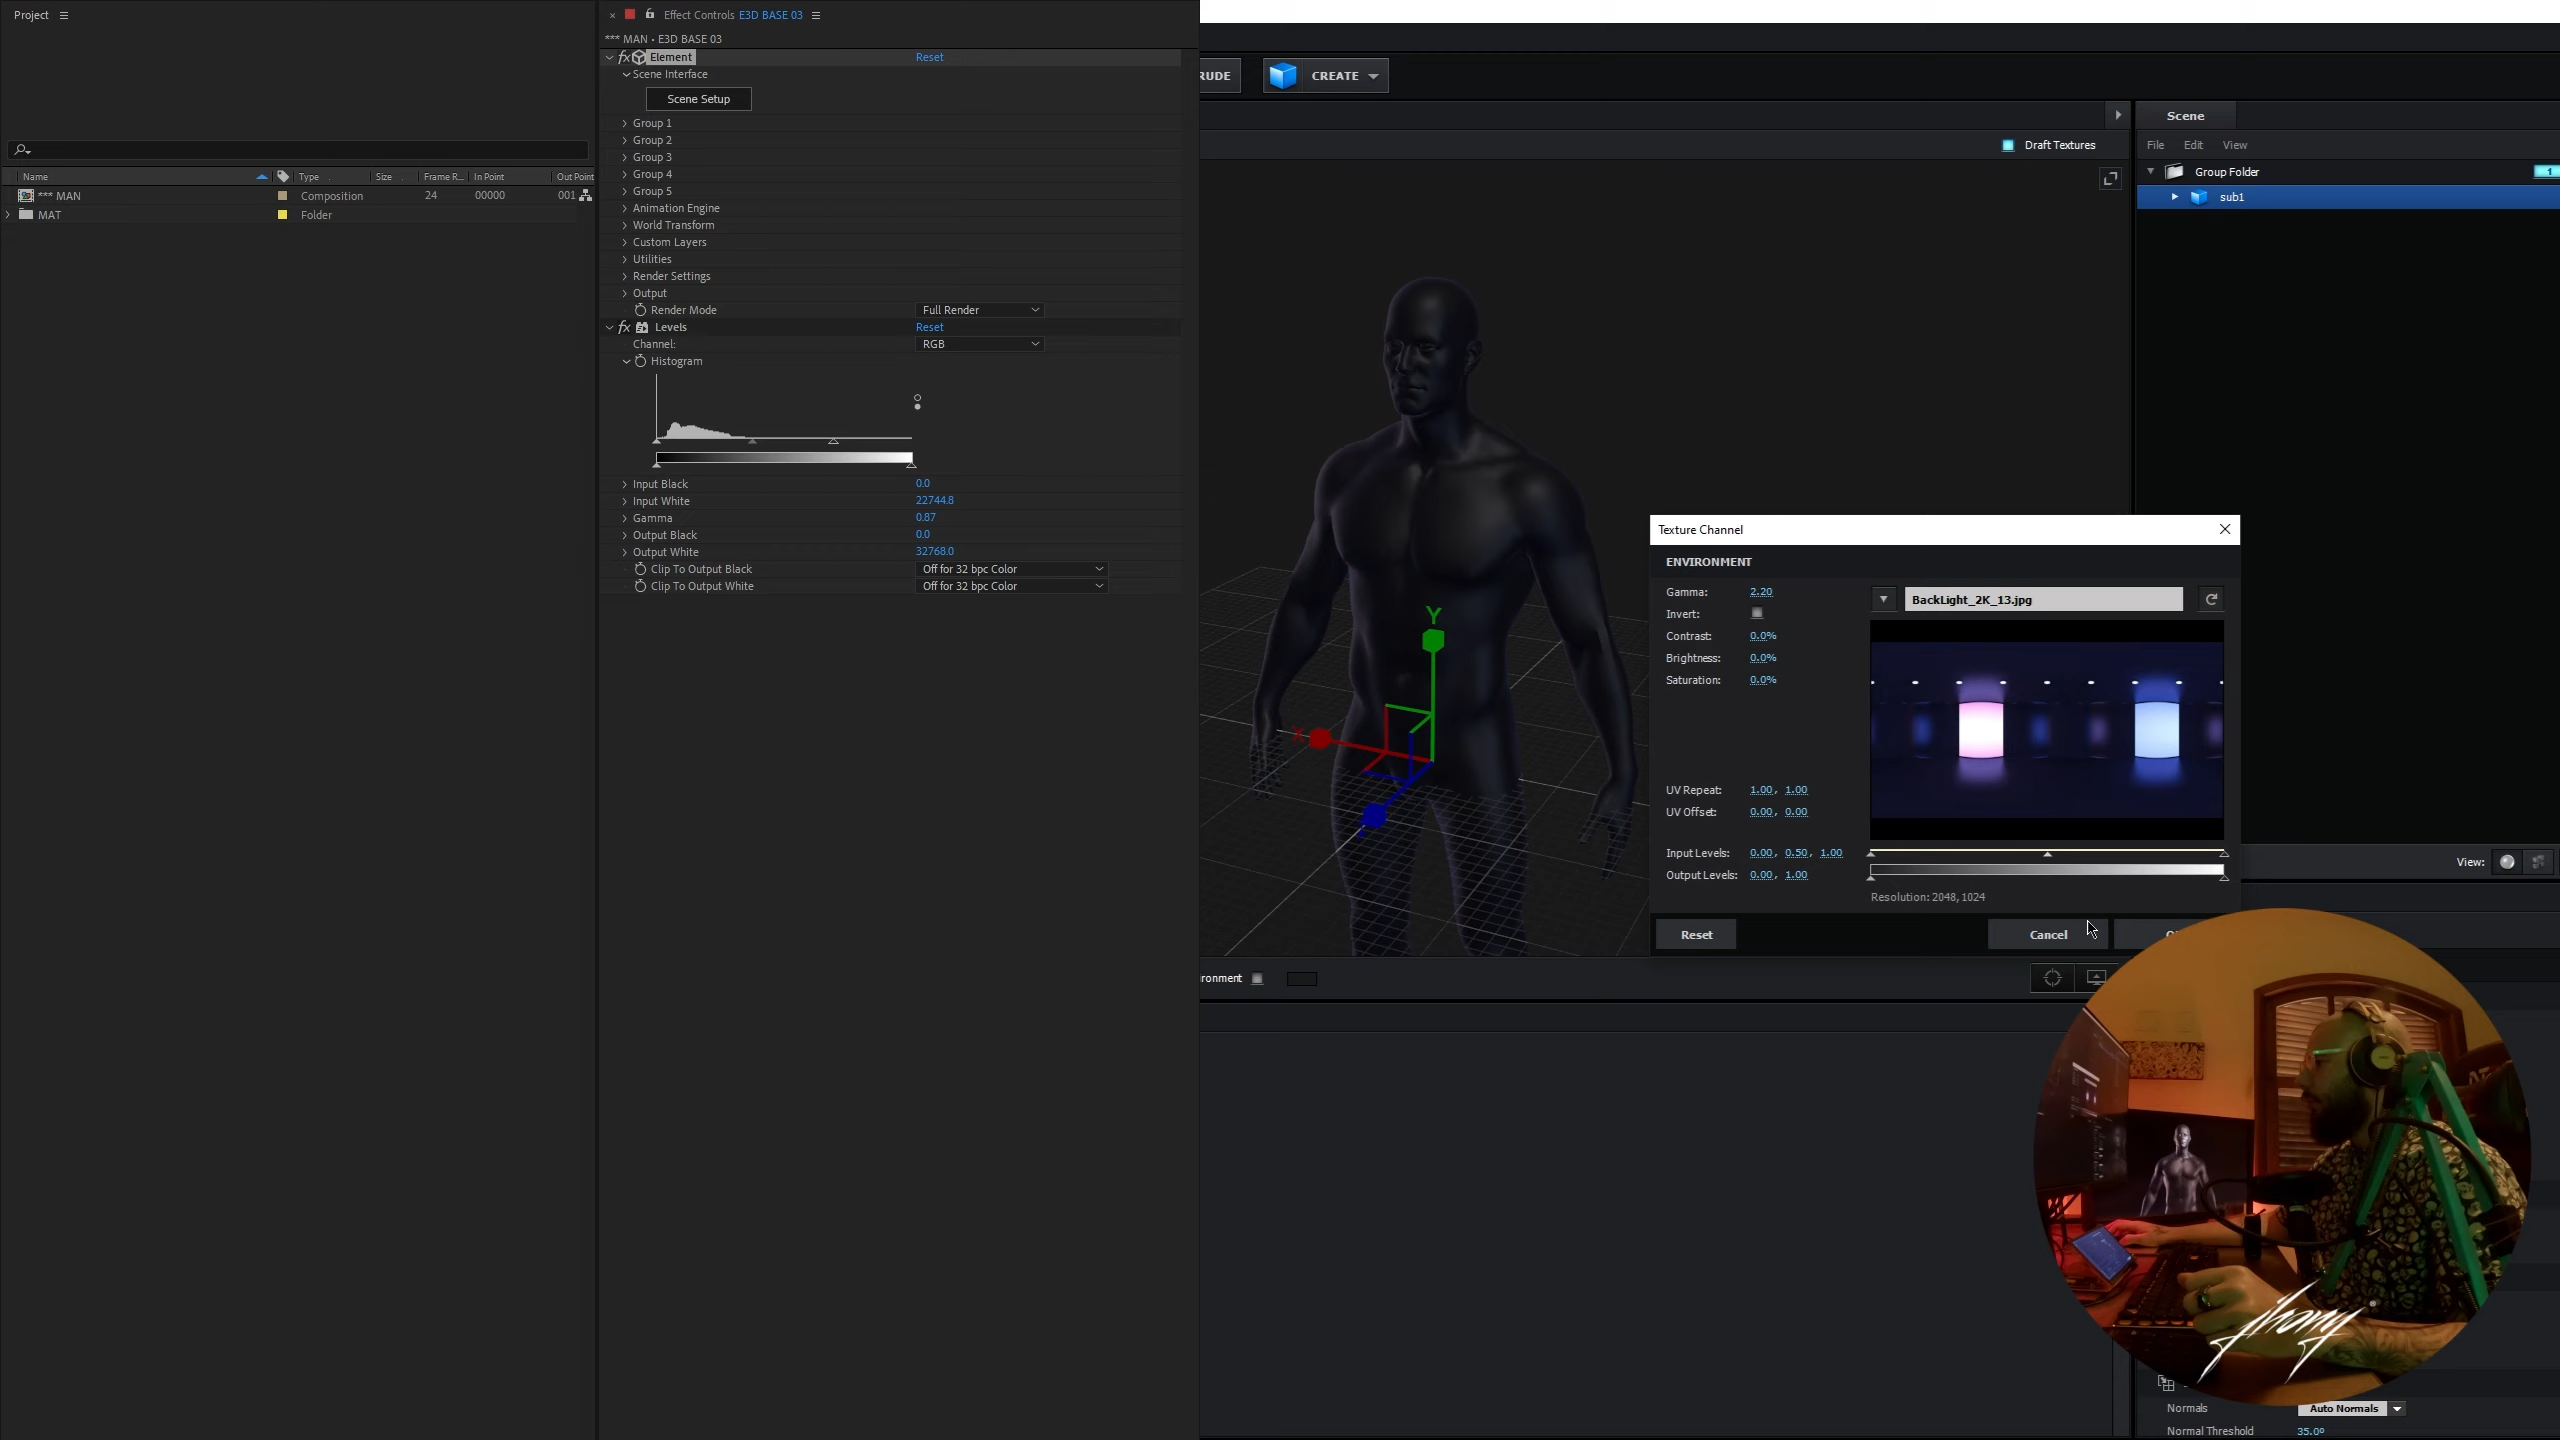 Project
Name Type Size Frame R... In Point Out Point
*** MAN Composition 24 00000 001
MAT Folder
Effect Controls E3D BASE 03
*** MAN • E3D BASE 03
fx Element Reset
Scene Interface
Scene Setup
Group 1
Group 2
Group 3
Group 4
Group 5
Animation Engine
World Transform
Custom Layers
Utilities
Render Settings
Output
Render Mode Full Render
fx Levels Reset
Channel: RGB
Histogram
Input Black 0.0
Input White 22744.8
Gamma 0.87
Output Black 0.0
Output White 32768.0
Clip To Output Black Off for 32 bpc Color
Clip To Output White Off for 32 bpc Color
RUDE CREATE
Draft Textures
Y
X
ronment
Scene
File Edit View
Group Folder 1
sub1
Texture Channel
ENVIRONMENT
Gamma: 2.20
BackLight_2K_13.jpg
Invert:
Contrast: 0.0%
Brightness: 0.0%
Saturation: 0.0%
UV Repeat: 1.00, 1.00
UV Offset: 0.00, 0.00
Input Levels: 0.00, 0.50, 1.00
Output Levels: 0.00, 1.00
Resolution: 2048, 1024
Reset Cancel
View:
jhony
Normals Auto Normals
Normal Threshold 35.0º